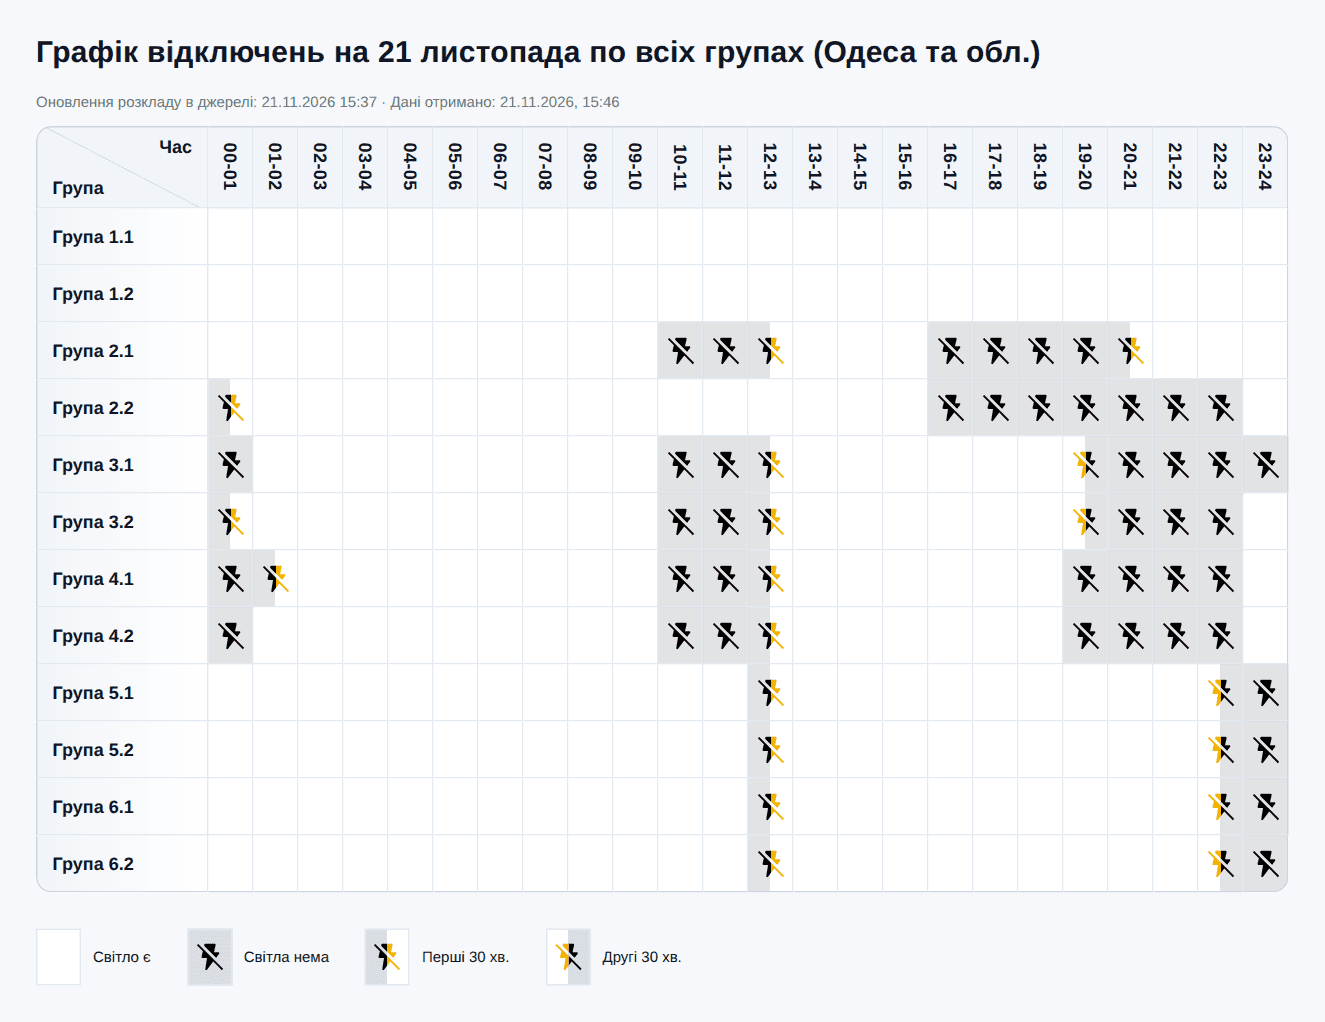 Графік відключень на 21 листопада по всіх групах (Одеса та обл.)
Оновлення розкладу в джерелі: 21.11.2026 15:37 · Дані отримано: 21.11.2026, 15:46
Час
Група
00-01 01-02 02-03 03-04 04-05 05-06 06-07 07-08 08-09 09-10 10-11 11-12 12-13 13-14 14-15 15-16 16-17 17-18 18-19 19-20 20-21 21-22 22-23 23-24
Група 1.1
Група 1.2
Група 2.1
Група 2.2
Група 3.1
Група 3.2
Група 4.1
Група 4.2
Група 5.1
Група 5.2
Група 6.1
Група 6.2
Світло є Світла нема Перші 30 хв. Другі 30 хв.